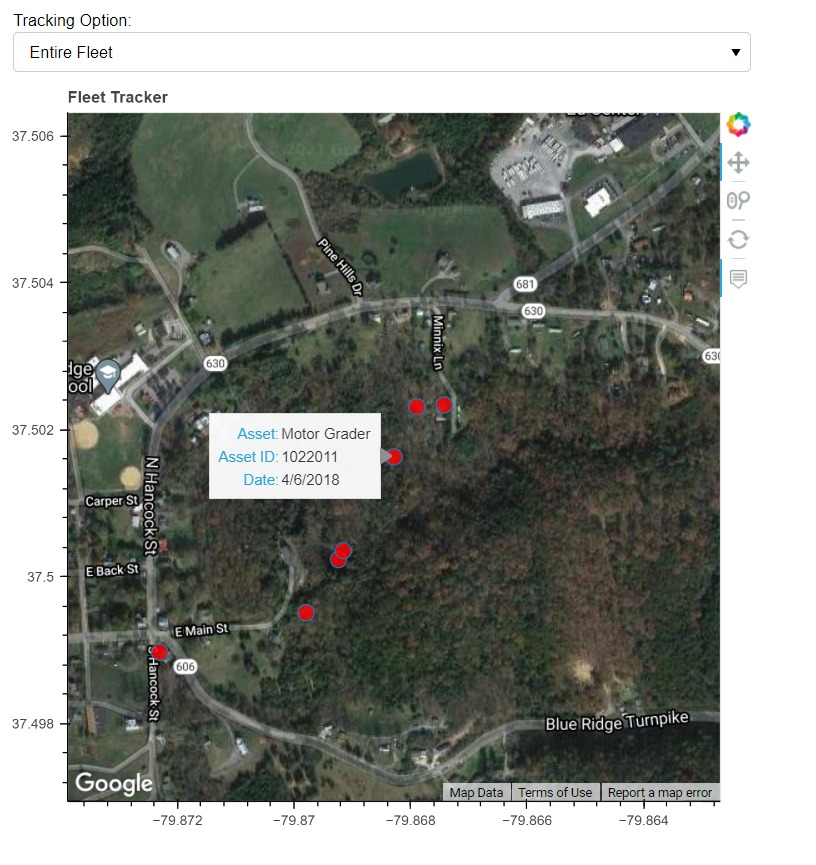 Tracking Option:
Entire Fleet
Fleet Tracker
37.506
37.504
37.502
37.5
37.498
Pine Hills Dr
681
630
Minnix Ln
630
630
dge
ool
Asset: Motor Grader
Asset ID: 1022011
Date: 4/6/2018
N Hancock St
Carper St
E Back St
E Main St
606
S Hancock St
Blue Ridge Turnpike
Google
Map Data
Terms of Use
Report a map error
−79.872
−79.87
−79.868
−79.866
−79.864